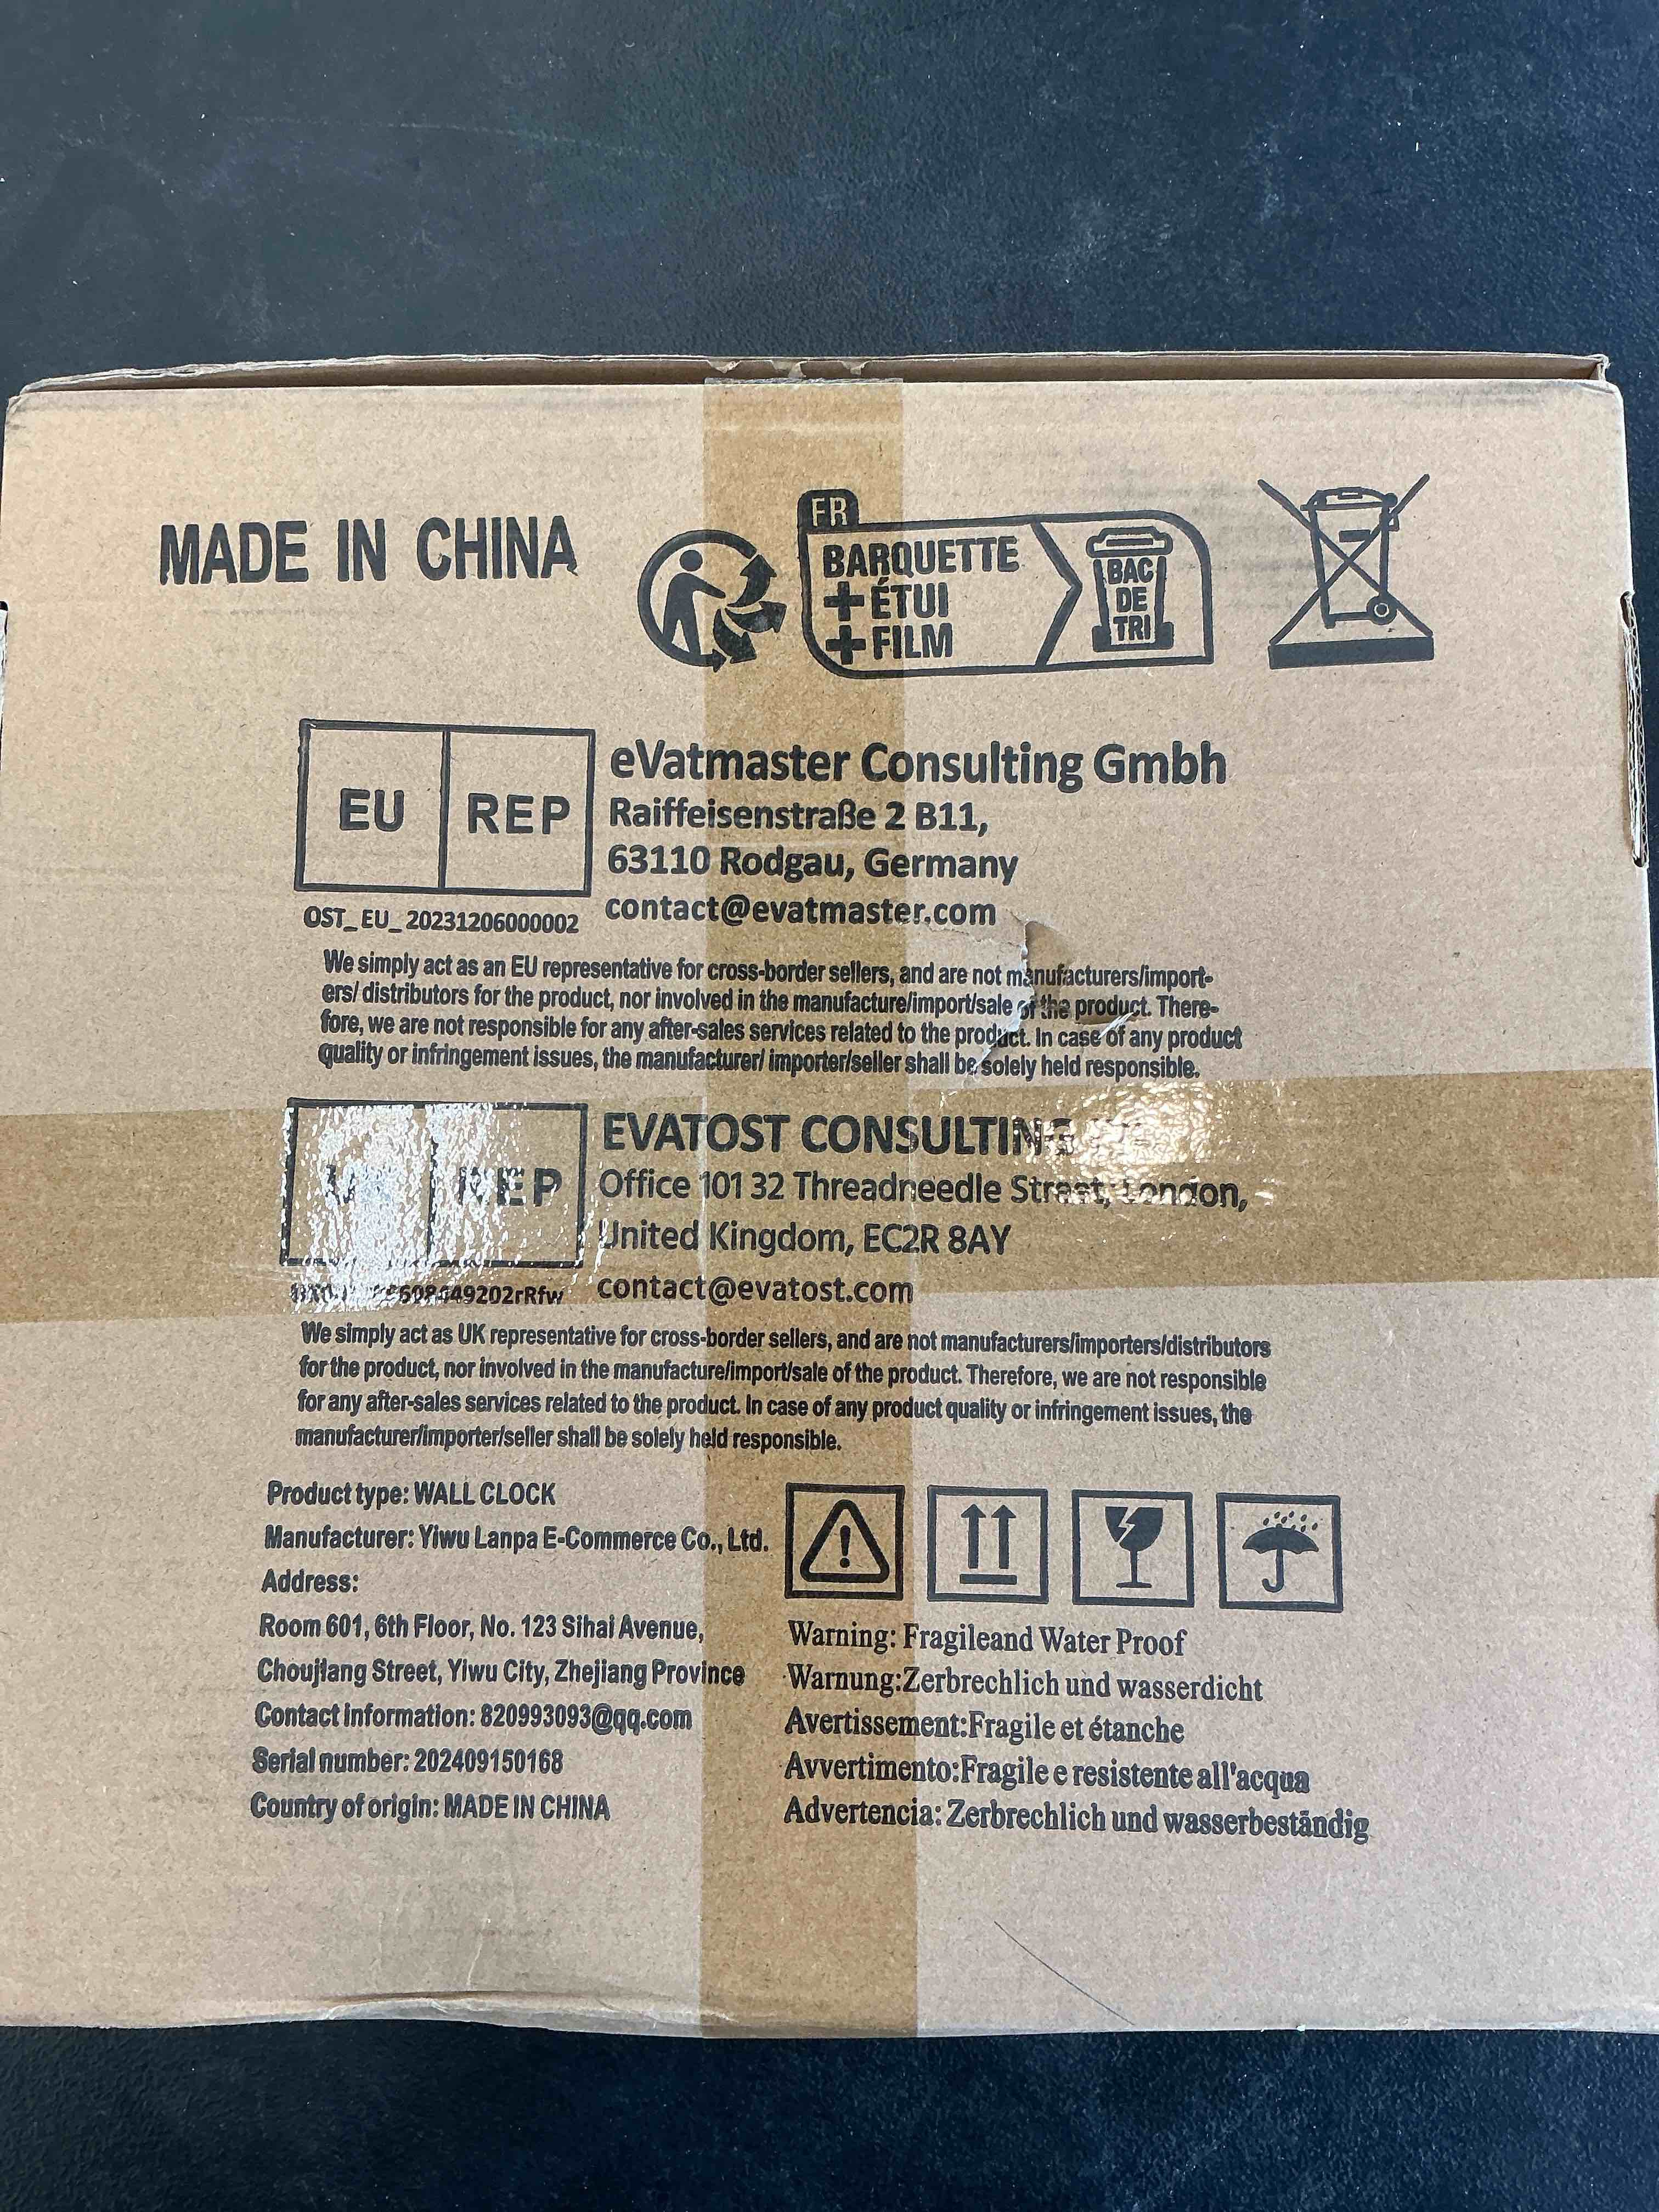 MADE IN CHINA
FR
BARQUETTE
+ ÉTUI
+ FILM
BAC
DE
TRI
EU REP
eVatmaster Consulting Gmbh
Raiffeisenstraße 2 B11,
63110 Rodgau, Germany
contact@evatmaster.com
OST_EU_20231206000002
We simply act as an EU representative for cross-border sellers, and are not manufacturers/import-
ers/ distributors for the product, nor involved in the manufacture/import/sale of the product. There-
fore, we are not responsible for any after-sales services related to the product. In case of any product
quality or infringement issues, the manufacturer/ importer/seller shall be solely held responsible.
REP
EVATOST CONSULTING
Office 101 32 Threadneedle Street, London,
United Kingdom, EC2R 8AY
contact@evatost.com
We simply act as UK representative for cross-border sellers, and are not manufacturers/importers/distributors
for the product, nor involved in the manufacture/import/sale of the product. Therefore, we are not responsible
for any after-sales services related to the product. In case of any product quality or infringement issues, the
manufacturer/importer/seller shall be solely held responsible.
Product type: WALL CLOCK
Manufacturer: Yiwu Lanpa E-Commerce Co., Ltd.
Address:
Room 601, 6th Floor, No. 123 Sihai Avenue,
Choujiang Street, Yiwu City, Zhejiang Province
Contact information: 820993093@qq.com
Serial number: 202409150168
Country of origin: MADE IN CHINA
Warning: Fragileand Water Proof
Warnung:Zerbrechlich und wasserdicht
Avertissement:Fragile et étanche
Avvertimento:Fragile e resistente all'acqua
Advertencia: Zerbrechlich und wasserbeständig